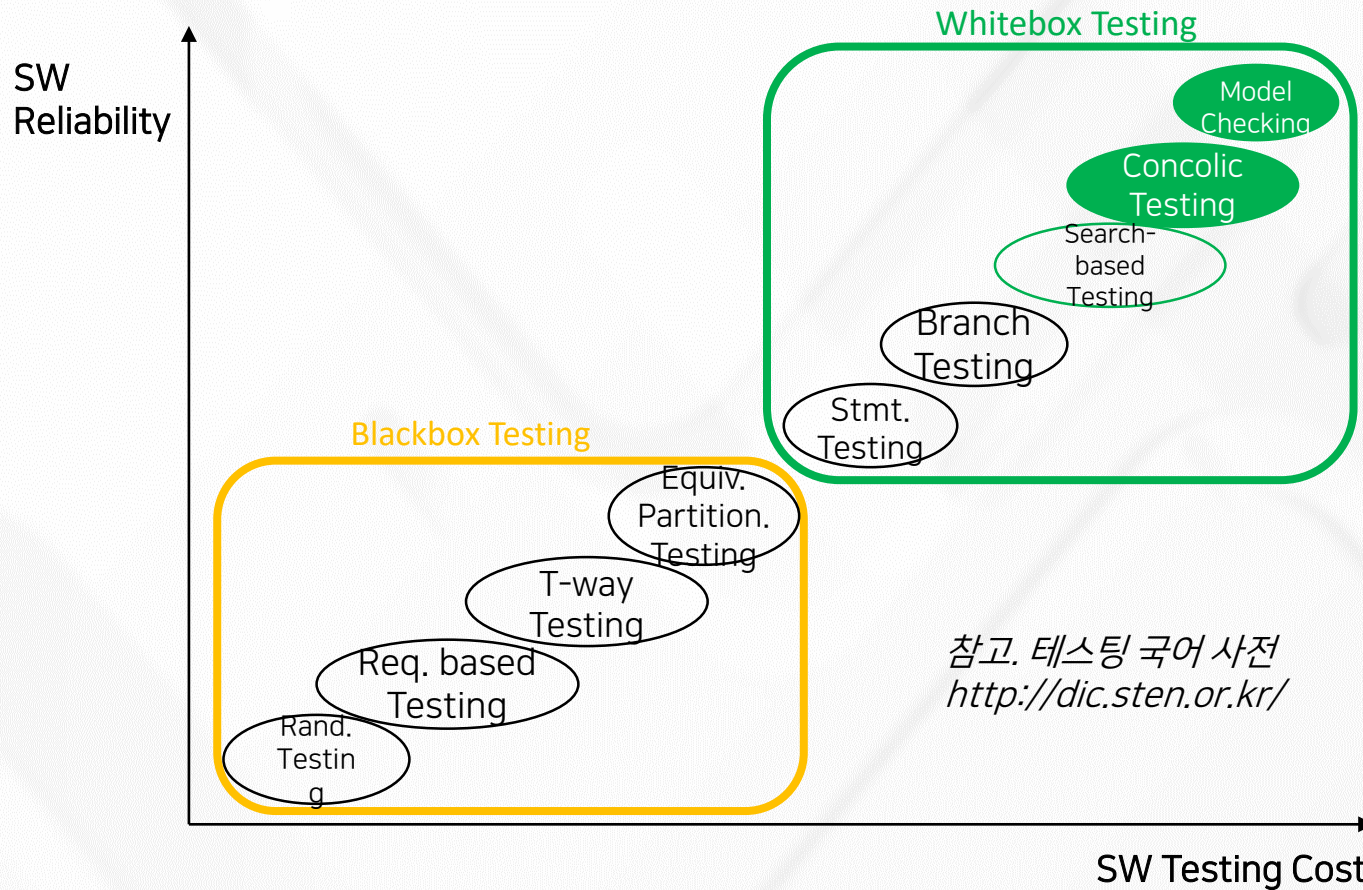 Whitebox Testing
SW
Reliability
Model
Checking
Concolic
Testing
Search-
based
Testing
Branch
Testing
Stmt.
Testing
Blackbox Testing
Equiv.
Partition.
Testing
T-way
Testing
Req. based
Testing
Rand.
Testin
g
참고. 테스팅 국어 사전
http://dic.sten.or.kr/
SW Testing Cost